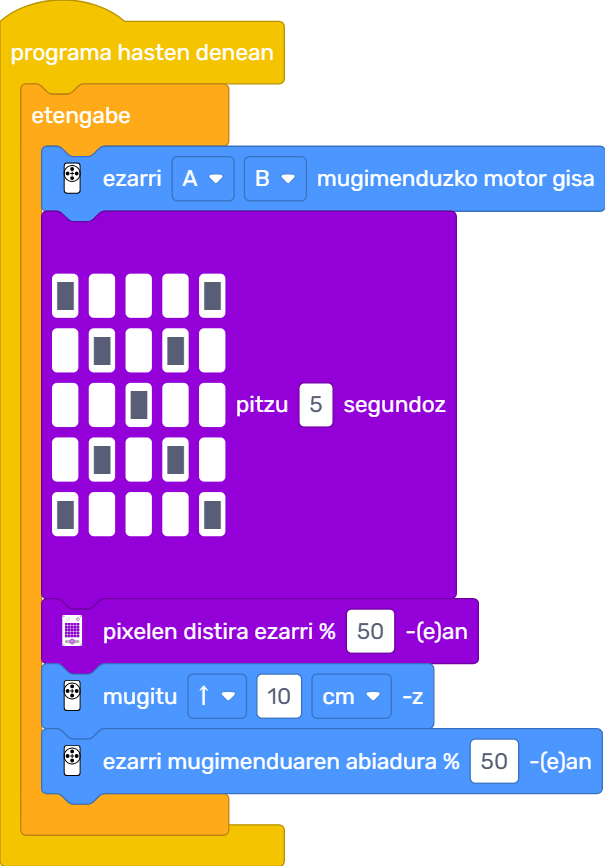 programa hasten denean
etengabe
ezarri A B mugimenduzko motor gisa
pitzu 5 segundoz
pixelen distira ezarri % 50 -(e)an
mugitu ↑ 10 cm -z
ezarri mugimenduaren abiadura % 50 -(e)an